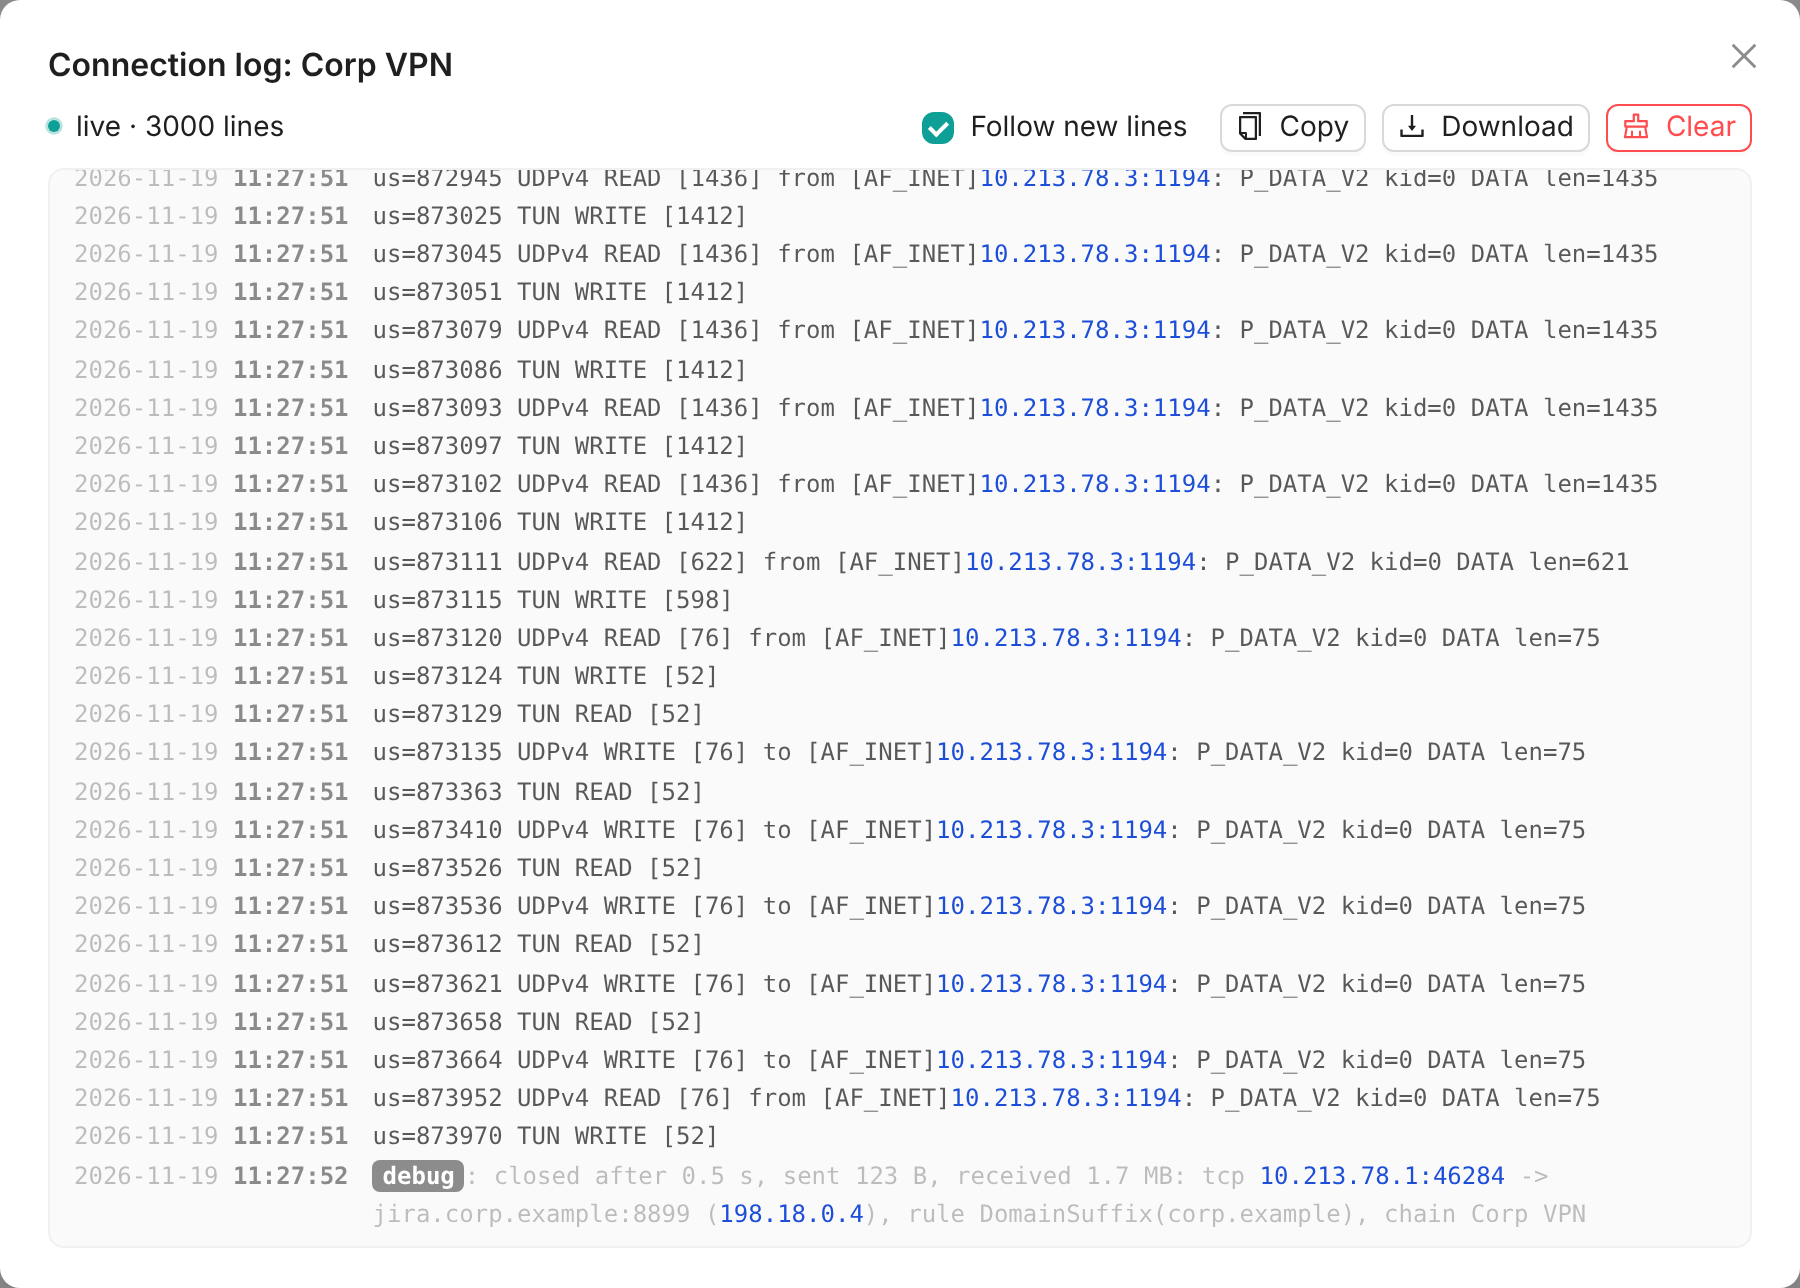 Connection log: Corp VPN
live · 3000 lines
Follow new lines
Copy
Download
Clear
2026-11-19 11:27:51 us=872945 UDPv4 READ [1436] from [AF_INET]10.213.78.3:1194: P_DATA_V2 kid=0 DATA len=1435
2026-11-19 11:27:51 us=873025 TUN WRITE [1412]
2026-11-19 11:27:51 us=873045 UDPv4 READ [1436] from [AF_INET]10.213.78.3:1194: P_DATA_V2 kid=0 DATA len=1435
2026-11-19 11:27:51 us=873051 TUN WRITE [1412]
2026-11-19 11:27:51 us=873079 UDPv4 READ [1436] from [AF_INET]10.213.78.3:1194: P_DATA_V2 kid=0 DATA len=1435
2026-11-19 11:27:51 us=873086 TUN WRITE [1412]
2026-11-19 11:27:51 us=873093 UDPv4 READ [1436] from [AF_INET]10.213.78.3:1194: P_DATA_V2 kid=0 DATA len=1435
2026-11-19 11:27:51 us=873097 TUN WRITE [1412]
2026-11-19 11:27:51 us=873102 UDPv4 READ [1436] from [AF_INET]10.213.78.3:1194: P_DATA_V2 kid=0 DATA len=1435
2026-11-19 11:27:51 us=873106 TUN WRITE [1412]
2026-11-19 11:27:51 us=873111 UDPv4 READ [622] from [AF_INET]10.213.78.3:1194: P_DATA_V2 kid=0 DATA len=621
2026-11-19 11:27:51 us=873115 TUN WRITE [598]
2026-11-19 11:27:51 us=873120 UDPv4 READ [76] from [AF_INET]10.213.78.3:1194: P_DATA_V2 kid=0 DATA len=75
2026-11-19 11:27:51 us=873124 TUN WRITE [52]
2026-11-19 11:27:51 us=873129 TUN READ [52]
2026-11-19 11:27:51 us=873135 UDPv4 WRITE [76] to [AF_INET]10.213.78.3:1194: P_DATA_V2 kid=0 DATA len=75
2026-11-19 11:27:51 us=873363 TUN READ [52]
2026-11-19 11:27:51 us=873410 UDPv4 WRITE [76] to [AF_INET]10.213.78.3:1194: P_DATA_V2 kid=0 DATA len=75
2026-11-19 11:27:51 us=873526 TUN READ [52]
2026-11-19 11:27:51 us=873536 UDPv4 WRITE [76] to [AF_INET]10.213.78.3:1194: P_DATA_V2 kid=0 DATA len=75
2026-11-19 11:27:51 us=873612 TUN READ [52]
2026-11-19 11:27:51 us=873621 UDPv4 WRITE [76] to [AF_INET]10.213.78.3:1194: P_DATA_V2 kid=0 DATA len=75
2026-11-19 11:27:51 us=873658 TUN READ [52]
2026-11-19 11:27:51 us=873664 UDPv4 WRITE [76] to [AF_INET]10.213.78.3:1194: P_DATA_V2 kid=0 DATA len=75
2026-11-19 11:27:51 us=873952 UDPv4 READ [76] from [AF_INET]10.213.78.3:1194: P_DATA_V2 kid=0 DATA len=75
2026-11-19 11:27:51 us=873970 TUN WRITE [52]
2026-11-19 11:27:52 debug: closed after 0.5 s, sent 123 B, received 1.7 MB: tcp 10.213.78.1:46284 ->
jira.corp.example:8899 (198.18.0.4), rule DomainSuffix(corp.example), chain Corp VPN